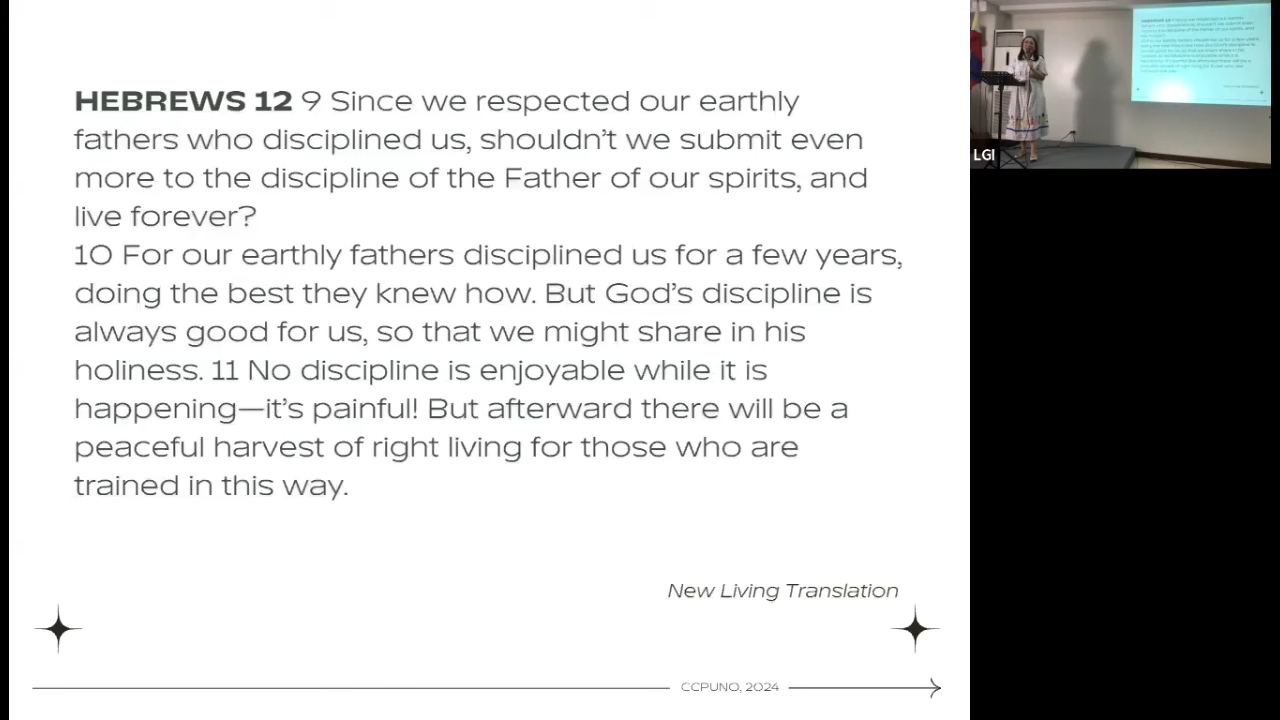 HEBREWS 12 9 Since we respected our earthly
fathers who disciplined us, shouldn't we submit even
more to the discipline of the Father of our spirits, and
live forever?
10 For our earthly fathers disciplined us for a few years,
doing the best they knew how. But God's discipline is
always good for us, so that we might share in his
holiness. 11 No discipline is enjoyable while it is
happening—it's painful! But afterward there will be a
peaceful harvest of right living for those who are
trained in this way.
New Living Translation
CCPUNO, 2024
LGI